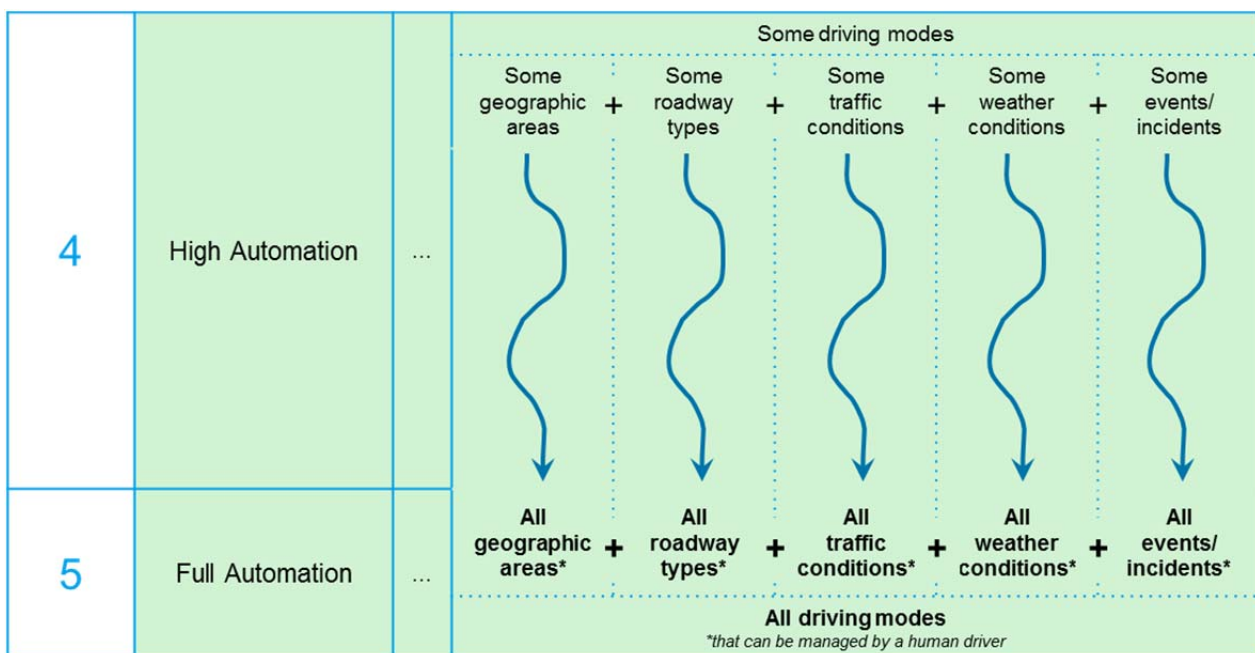 Some driving modes
Some + Some + Some + Some + Some
geographic roadway traffic weather events/
areas types conditions conditions incidents
4 High Automation ...
All All All All All
geographic + roadway + traffic + weather + events/
areas* types* conditions* conditions* incidents*
5 Full Automation ...
All driving modes
*that can be managed by a human driver